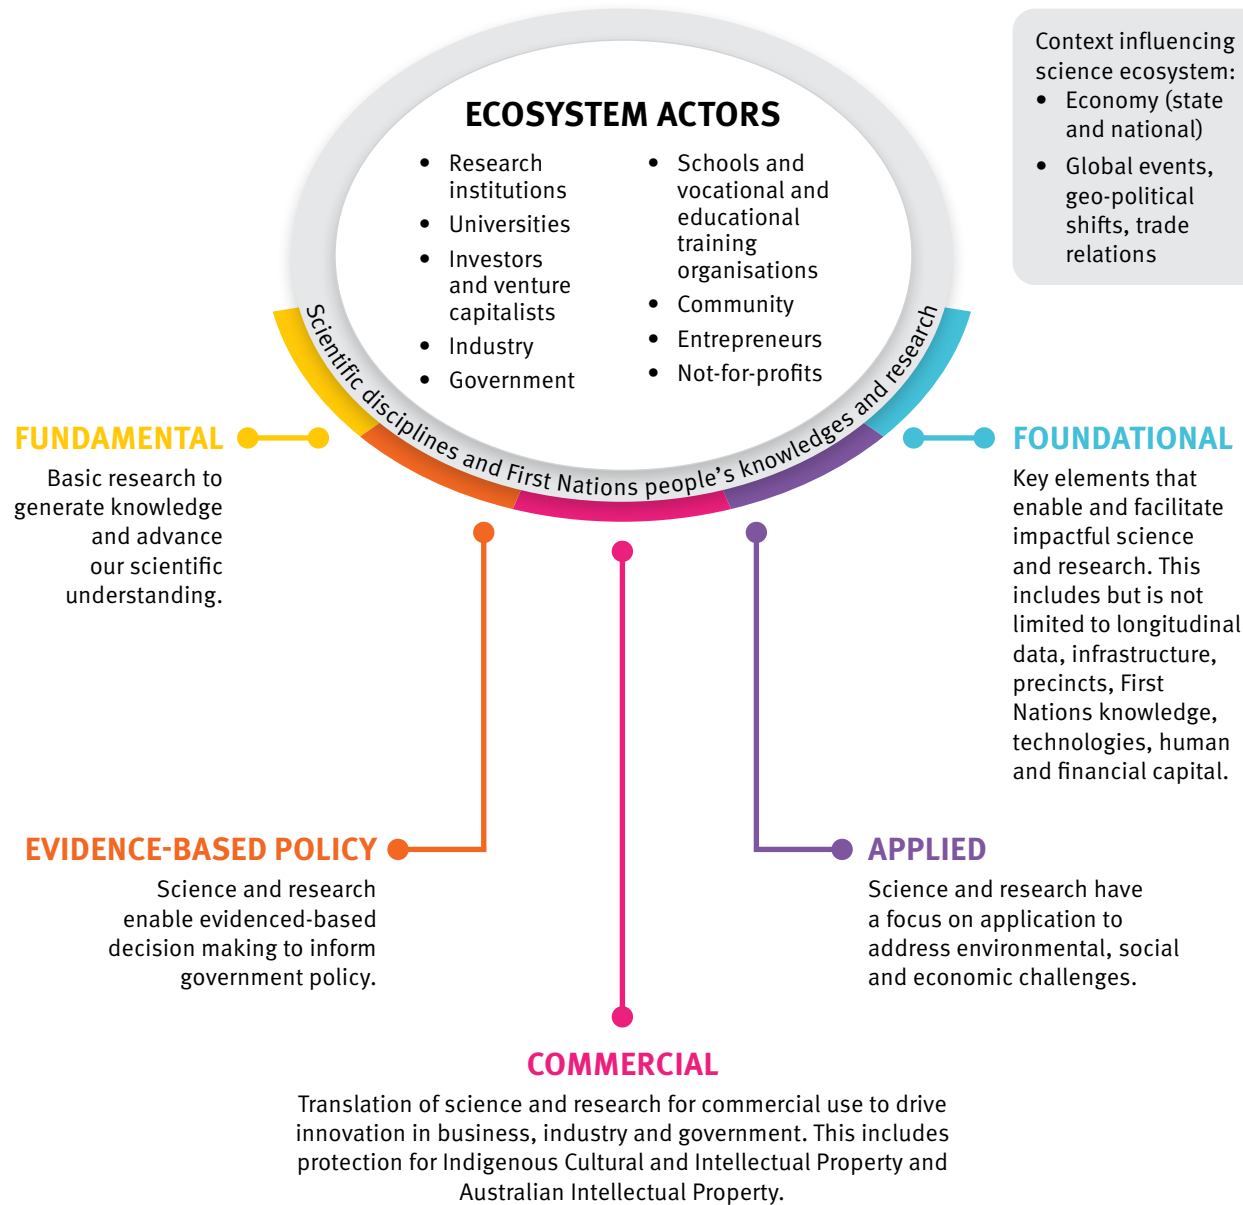 ECOSYSTEM ACTORS
• Research
institutions
• Universities
• Investors
and venture
capitalists
• Industry
• Government
• Schools and
vocational and
educational
training
organisations
• Community
• Entrepreneurs
• Not-for-profits
Context influencing
science ecosystem:
• Economy (state
and national)
• Global events,
geo-political
shifts, trade
relations
Scientific disciplines and First Nations people’s knowledges and research
FUNDAMENTAL
Basic research to
generate knowledge
and advance
our scientific
understanding.
FOUNDATIONAL
Key elements that
enable and facilitate
impactful science
and research. This
includes but is not
limited to longitudinal
data, infrastructure,
precincts, First
Nations knowledge,
technologies, human
and financial capital.
EVIDENCE-BASED POLICY
Science and research
enable evidenced-based
decision making to inform
government policy.
APPLIED
Science and research have
a focus on application to
address environmental, social
and economic challenges.
COMMERCIAL
Translation of science and research for commercial use to drive
innovation in business, industry and government. This includes
protection for Indigenous Cultural and Intellectual Property and
Australian Intellectual Property.